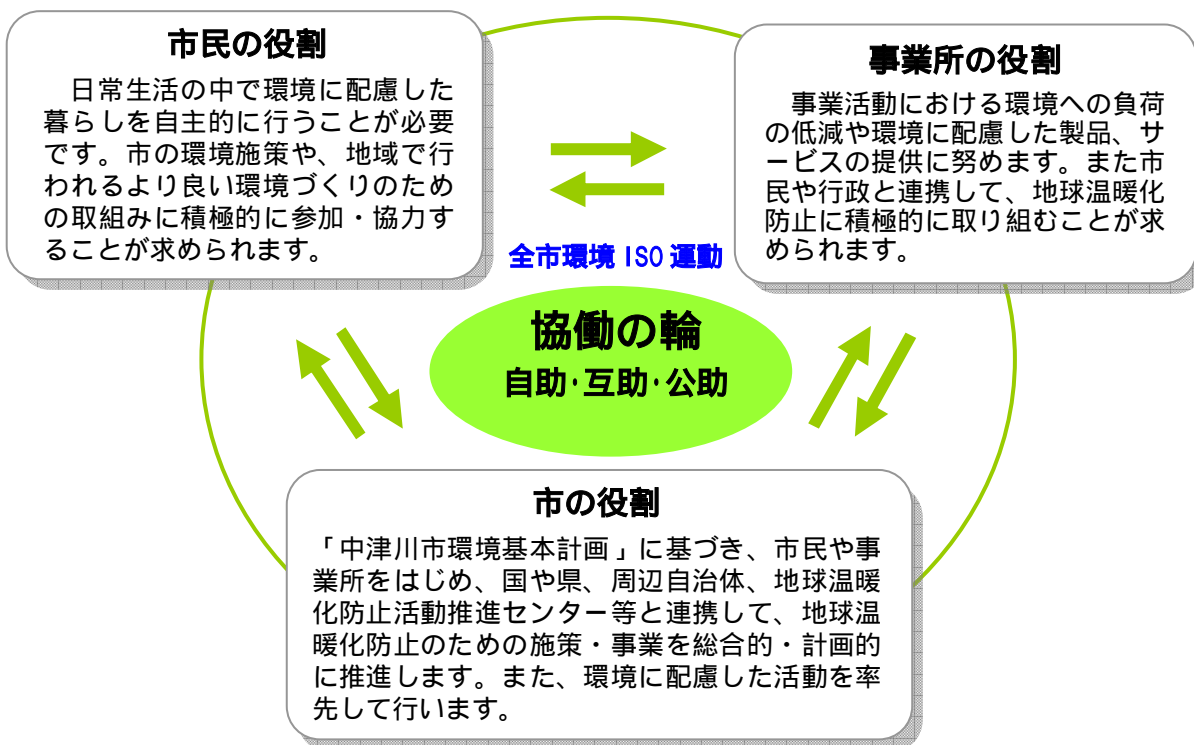 市民の役割
日常生活の中で環境に配慮した
暮らしを自主的に行うことが必要
です。市の環境施策や、地域で行
われるより良い環境づくりのため
の取組みに積極的に参加・協力す
ることが求められます。
事業所の役割
事業活動における環境への負荷
の低減や環境に配慮した製品、サ
ービスの提供に努めます。また市
民や行政と連携して、地球温暖化
防止に積極的に取り組むことが求
められます。
全市環境 ISO 運動
協働の輪
自助・互助・公助
市の役割
「中津川市環境基本計画」に基づき、市民や事
業所をはじめ、国や県、周辺自治体、地球温暖
化防止活動推進センター等と連携して、地球温
暖化防止のための施策・事業を総合的・計画的
に推進します。また、環境に配慮した活動を率
先して行います。